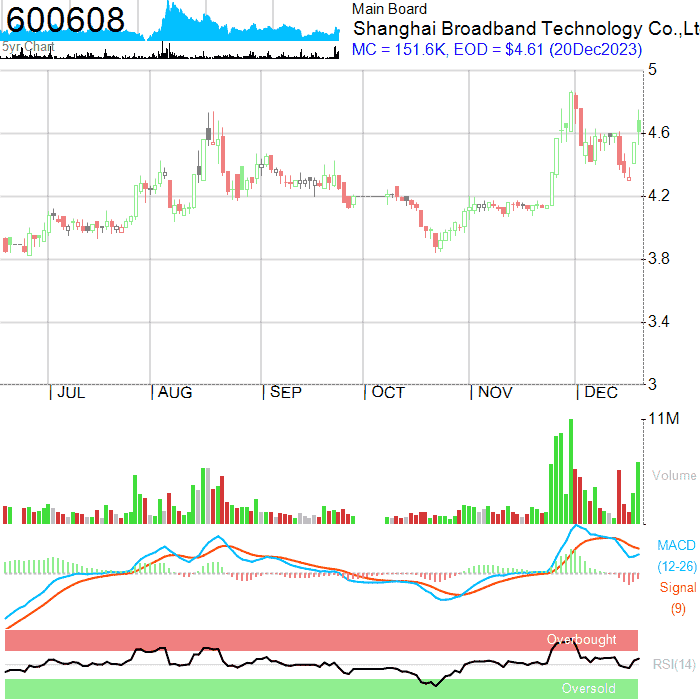 600608
5yr Chart
Main Board
Shanghai Broadband Technology Co.,Lt
MC = 151.6K, EOD = $4.61 (20Dec2023)
5
4.6
4.2
3.8
3.4
3
JUL
AUG
SEP
OCT
NOV
DEC
11M
Volume
MACD
(12-26)
Signal
(9)
Overbought
RSI(14)
Oversold